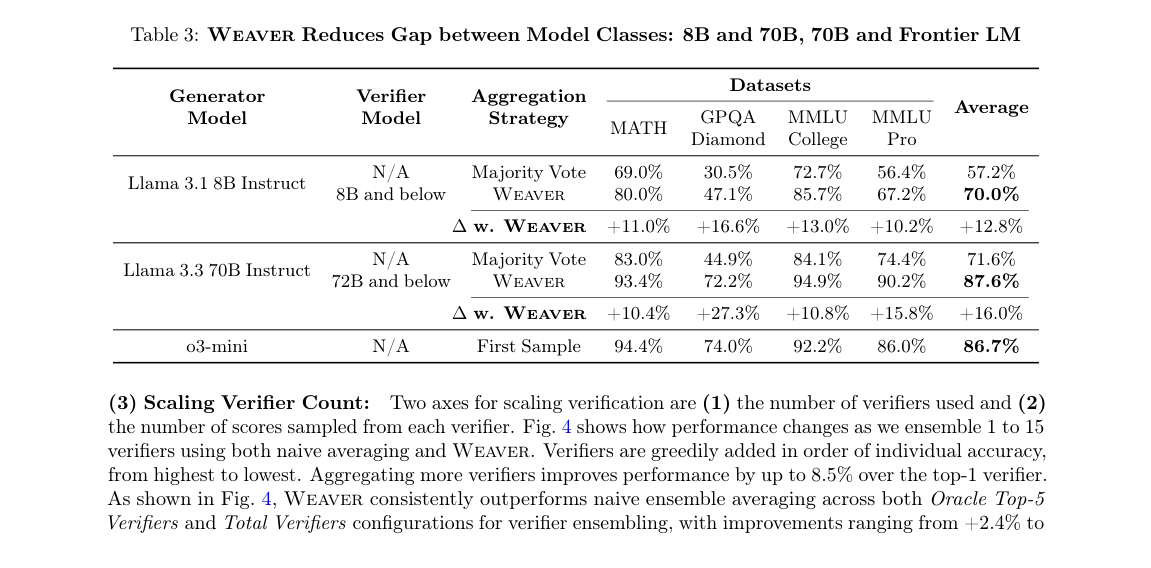 Table 3: WEAVER Reduces Gap between Model Classes: 8B and 70B, 70B and Frontier LM
Generator Model Verifier Model Aggregation Strategy Datasets Average
MATH GPQA Diamond MMLU College MMLU Pro
Llama 3.1 8B Instruct
N/A Majority Vote 69.0% 30.5% 72.7% 56.4% 57.2%
8B and below WEAVER 80.0% 47.1% 85.7% 67.2% 70.0%
Δ w. WEAVER +11.0% +16.6% +13.0% +10.2% +12.8%
Llama 3.3 70B Instruct
N/A Majority Vote 83.0% 44.9% 84.1% 74.4% 71.6%
72B and below WEAVER 93.4% 72.2% 94.9% 90.2% 87.6%
Δ w. WEAVER +10.4% +27.3% +10.8% +15.8% +16.0%
o3-mini N/A First Sample 94.4% 74.0% 92.2% 86.0% 86.7%
(3) Scaling Verifier Count: Two axes for scaling verification are (1) the number of verifiers used and (2)
the number of scores sampled from each verifier. Fig. 4 shows how performance changes as we ensemble 1 to 15
verifiers using both naive averaging and WEAVER. Verifiers are greedily added in order of individual accuracy,
from highest to lowest. Aggregating more verifiers improves performance by up to 8.5% over the top-1 verifier.
As shown in Fig. 4, WEAVER consistently outperforms naive ensemble averaging across both Oracle Top-5
Verifiers and Total Verifiers configurations for verifier ensembling, with improvements ranging from +2.4% to